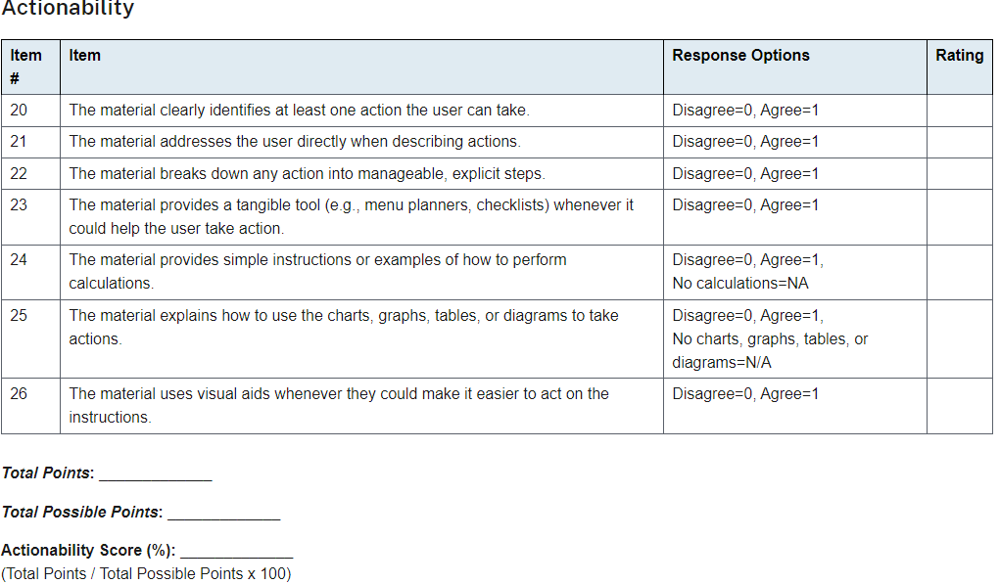 Actionability
Item # Item Response Options Rating
20 The material clearly identifies at least one action the user can take. Disagree=0, Agree=1
21 The material addresses the user directly when describing actions. Disagree=0, Agree=1
22 The material breaks down any action into manageable, explicit steps. Disagree=0, Agree=1
23 The material provides a tangible tool (e.g., menu planners, checklists) whenever it Disagree=0, Agree=1
could help the user take action.
24 The material provides simple instructions or examples of how to perform Disagree=0, Agree=1,
calculations. No calculations=NA
25 The material explains how to use the charts, graphs, tables, or diagrams to take Disagree=0, Agree=1,
actions. No charts, graphs, tables, or
diagrams=N/A
26 The material uses visual aids whenever they could make it easier to act on the Disagree=0, Agree=1
instructions.
Total Points: _____________
Total Possible Points: _____________
Actionability Score (%): _____________
(Total Points / Total Possible Points x 100)